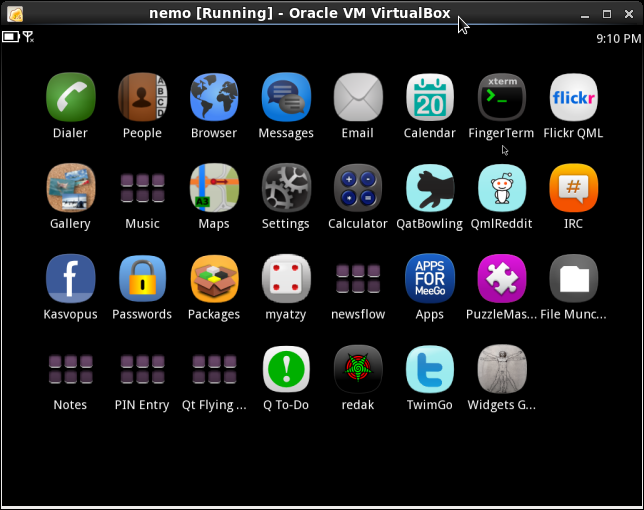 nemo [Running] - Oracle VM VirtualBox
9:10 PM
xterm
>_
flickr
20
Dialer People Browser Messages Email Calendar FingerTerm Flickr QML
A3
#
Gallery Music Maps Settings Calculator QatBowling QmlReddit IRC
f
APPS
FOR
MeeGo
Kasvopus Passwords Packages myatzy newsflow Apps PuzzleMas... File Munc...
Notes PIN Entry Qt Flying ... Q To-Do redak TwimGo Widgets G...